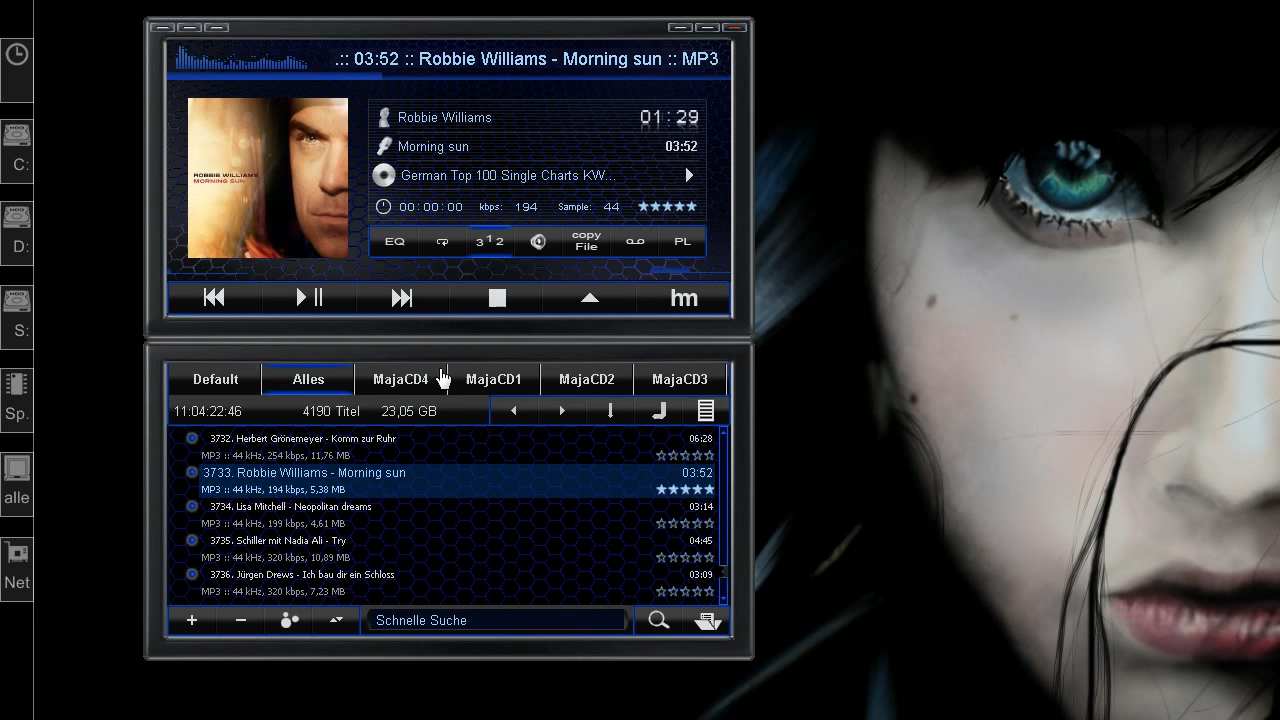 .:: 03:52 :: Robbie Williams - Morning sun :: MP3
ROBBIE WILLIAMS
MORNING SUN
Robbie Williams 01:29
Morning sun 03:52
German Top 100 Single Charts KW...
00:00:00 kbps: 194 Sample: 44
EQ 312 copy File PL
hm
HDD
C:
HDD
D:
HDD
S:
Sp.
alle
Net
Default Alles MajaCD4 MajaCD1 MajaCD2 MajaCD3
11:04:22:46 4190 Titel 23,05 GB
3732. Herbert Grönemeyer - Komm zur Ruhr 06:28
MP3 :: 44 kHz, 254 kbps, 11,76 MB
3733. Robbie Williams - Morning sun 03:52
MP3 :: 44 kHz, 194 kbps, 5,38 MB
3734. Lisa Mitchell - Neopolitan dreams 03:14
MP3 :: 44 kHz, 199 kbps, 4,61 MB
3735. Schiller mit Nadia Ali - Try 04:45
MP3 :: 44 kHz, 320 kbps, 10,89 MB
3736. Jürgen Drews - Ich bau dir ein Schloss 03:09
MP3 :: 44 kHz, 320 kbps, 7,23 MB
Schnelle Suche